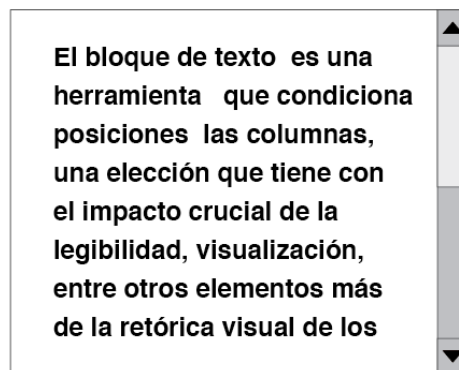 El bloque de texto  es una
herramienta   que condiciona
posiciones  las columnas,
una elección que tiene con
el impacto crucial de la
legibilidad, visualización,
entre otros elementos más
de la retórica visual de los